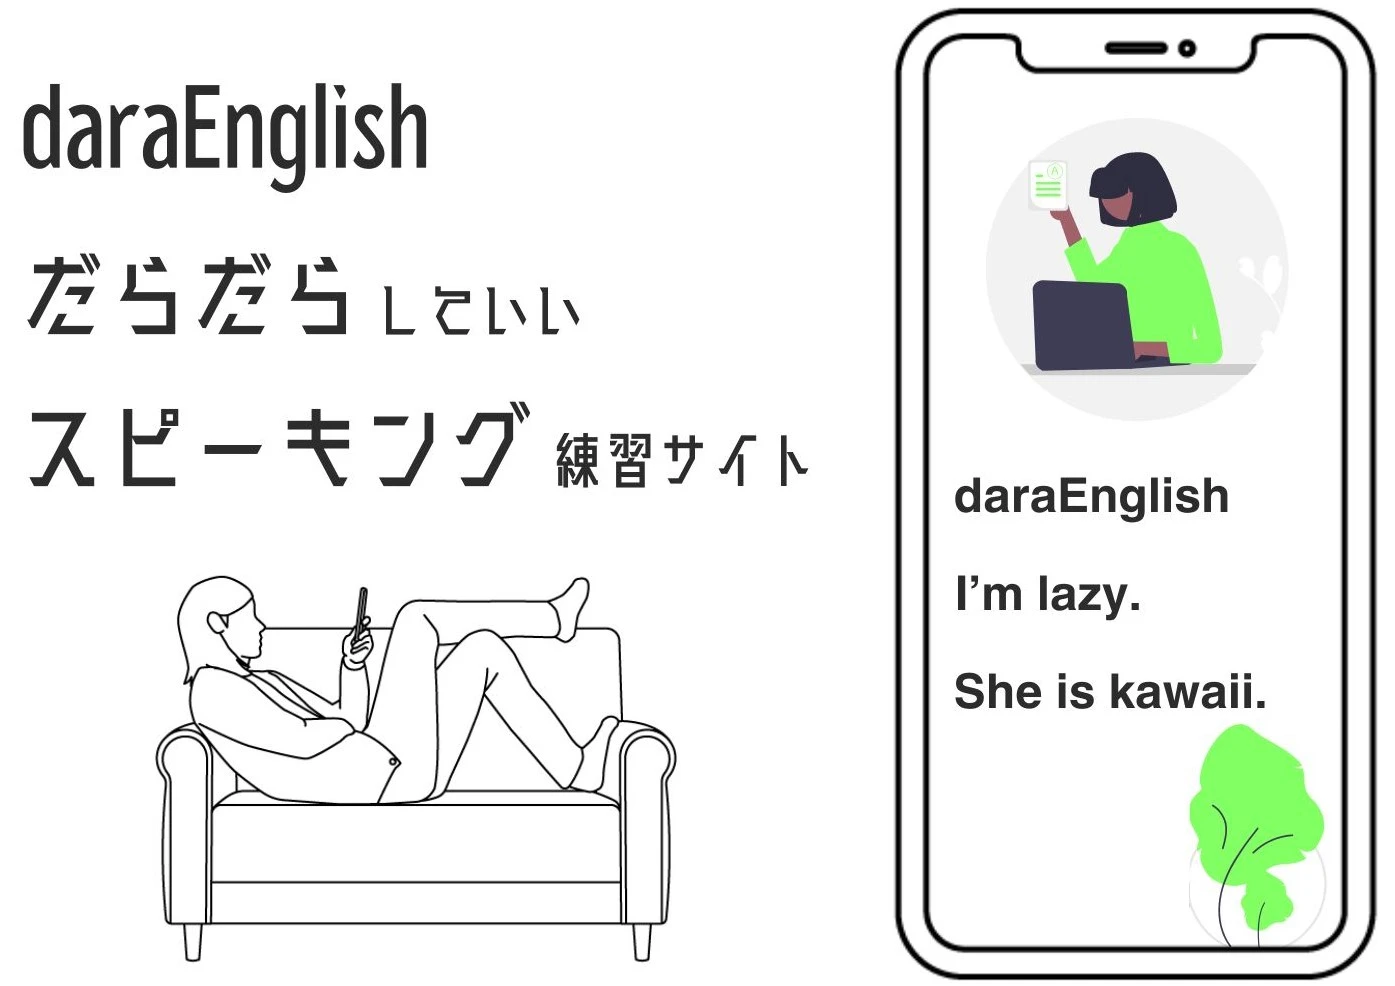 daraEnglish
だらだらしていい
スピーキング練習サイト
A
daraEnglish
I’m lazy.
She is kawaii.